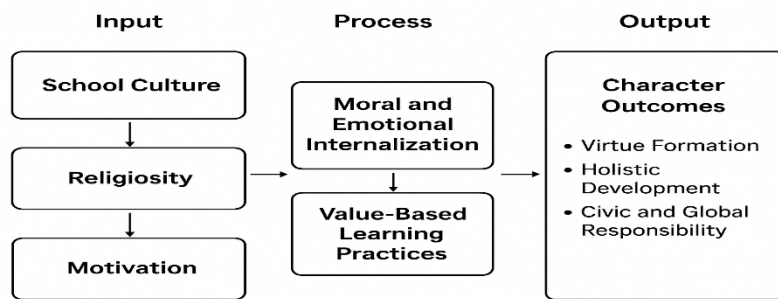 Input
Process
Output
School Culture
Religiosity
Motivation
Moral and
Emotional
Internalization
Value-Based
Learning
Practices
Character
Outcomes
• Virtue Formation
• Holistic
Development
• Civic and Global
Responsibility